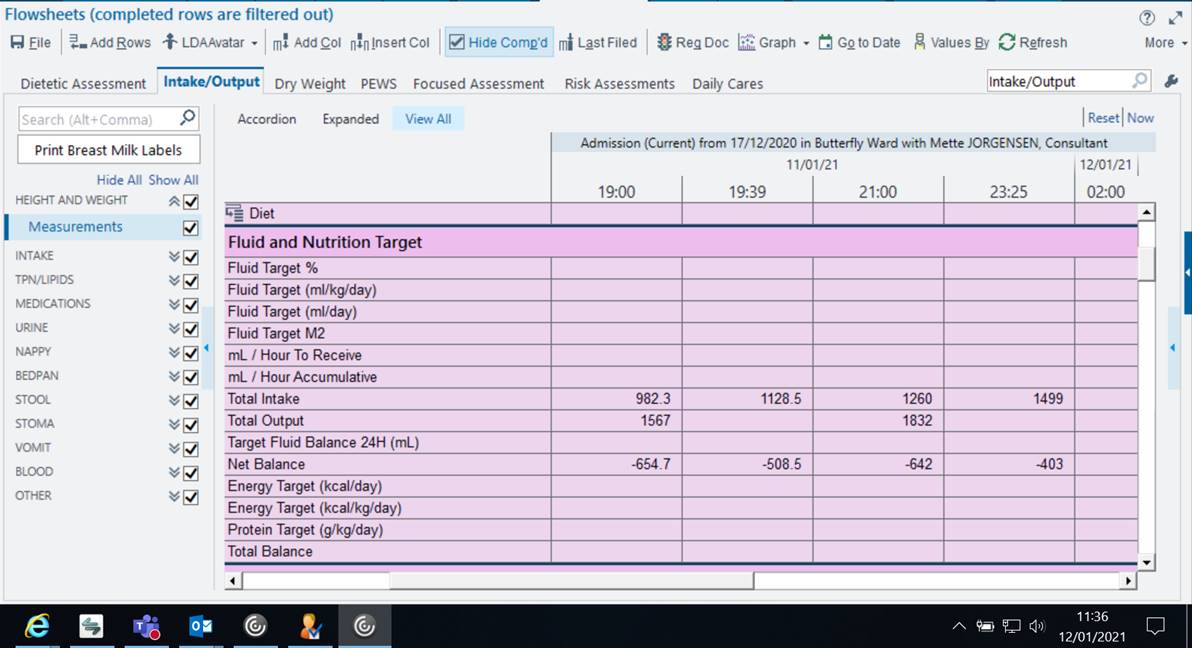 Flowsheets (completed rows are filtered out)
File Add Rows LDAAvatar Add Col Insert Col Hide Comp'd Last Filed Reg Doc Graph Go to Date Values By Refresh More
Dietetic Assessment Intake/Output Dry Weight PEWS Focused Assessment Risk Assessments Daily Cares Intake/Output
Search (Alt+Comma) Accordion Expanded View All Reset Now
Print Breast Milk Labels
Hide All Show All
HEIGHT AND WEIGHT
Measurements
INTAKE
TPN/LIPIDS
MEDICATIONS
URINE
NAPPY
BEDPAN
STOOL
STOMA
VOMIT
BLOOD
OTHER
Admission (Current) from 17/12/2020 in Butterfly Ward with Mette JORGENSEN, Consultant
11/01/21 12/01/21
19:00 19:39 21:00 23:25 02:00
Diet
Fluid and Nutrition Target
Fluid Target %
Fluid Target (ml/kg/day)
Fluid Target (ml/day)
Fluid Target M2
mL / Hour To Receive
mL / Hour Accumulative
Total Intake 982.3 1128.5 1260 1499
Total Output 1567 1832
Target Fluid Balance 24H (mL)
Net Balance -654.7 -508.5 -642 -403
Energy Target (kcal/day)
Energy Target (kcal/kg/day)
Protein Target (g/kg/day)
Total Balance
11:36
12/01/2021